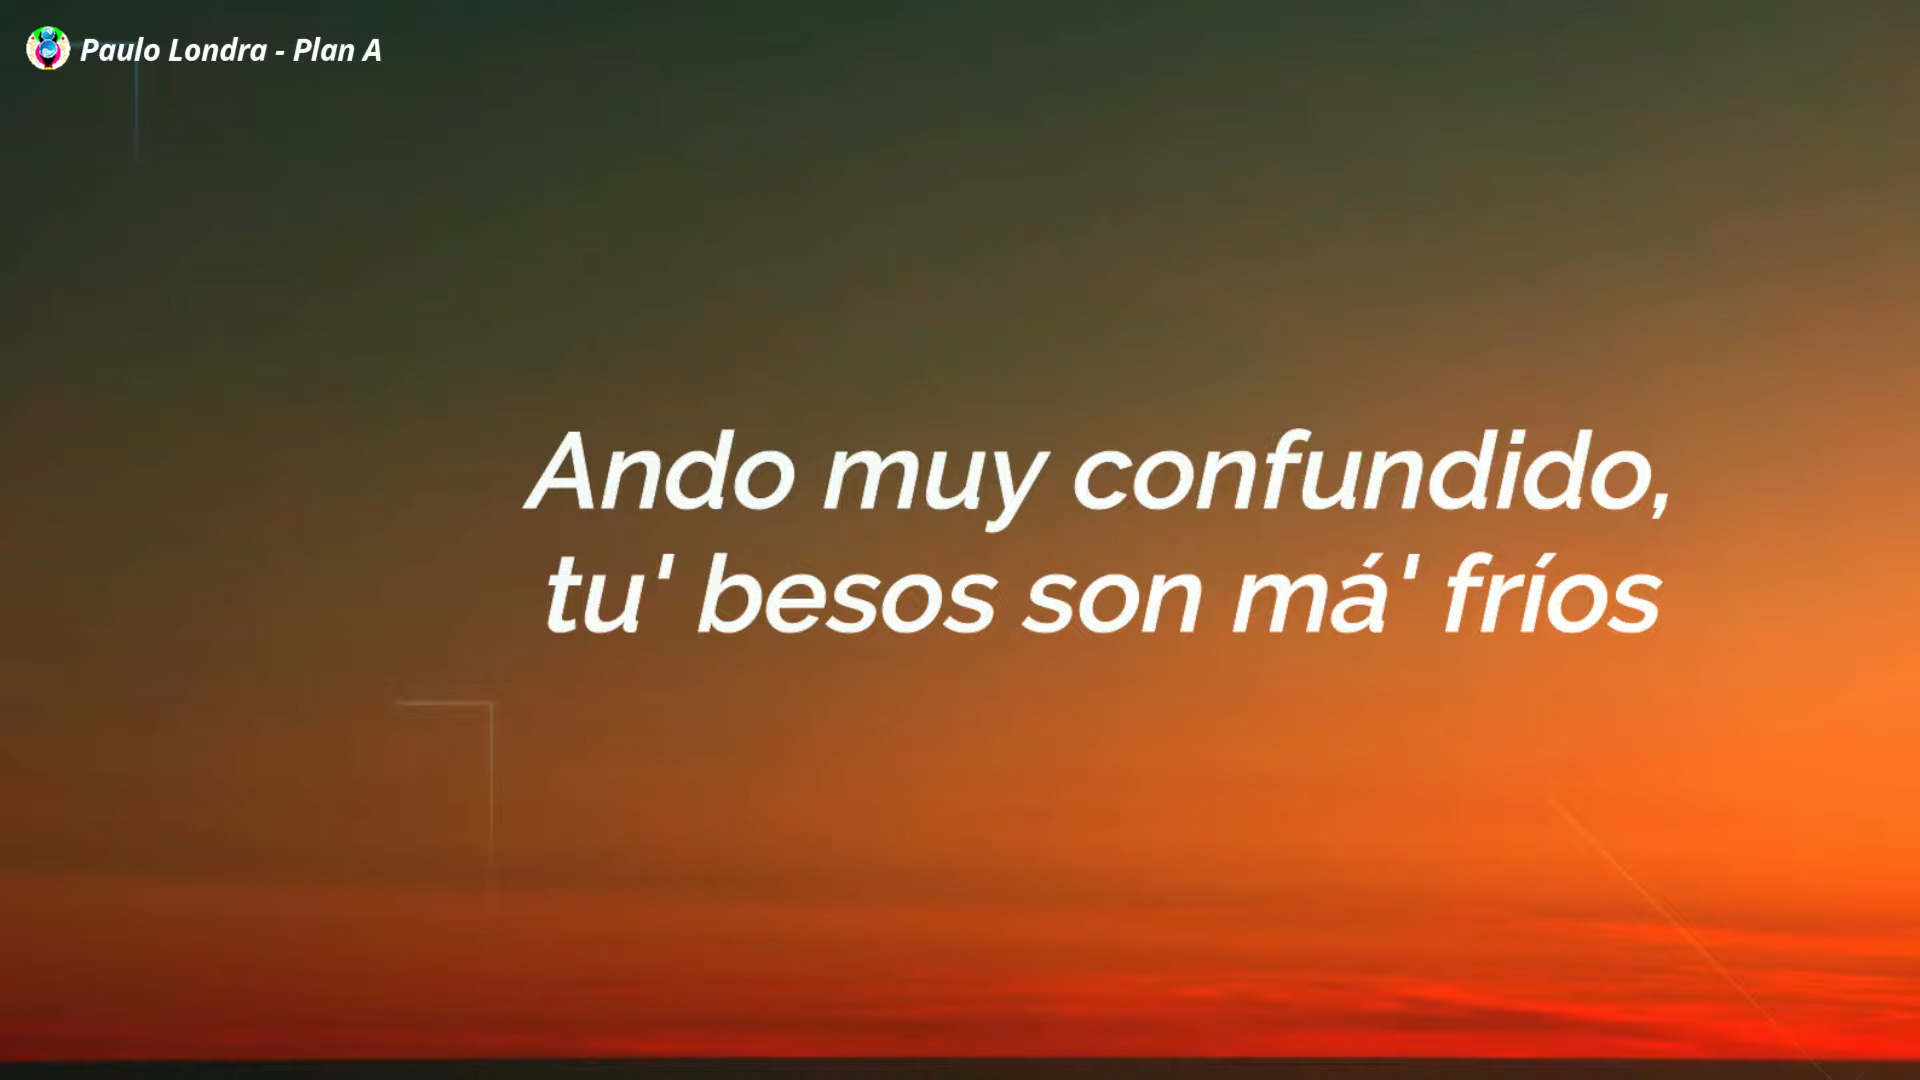 Paulo Londra - Plan A
Ando muy confundido,
tu' besos son má' fríos